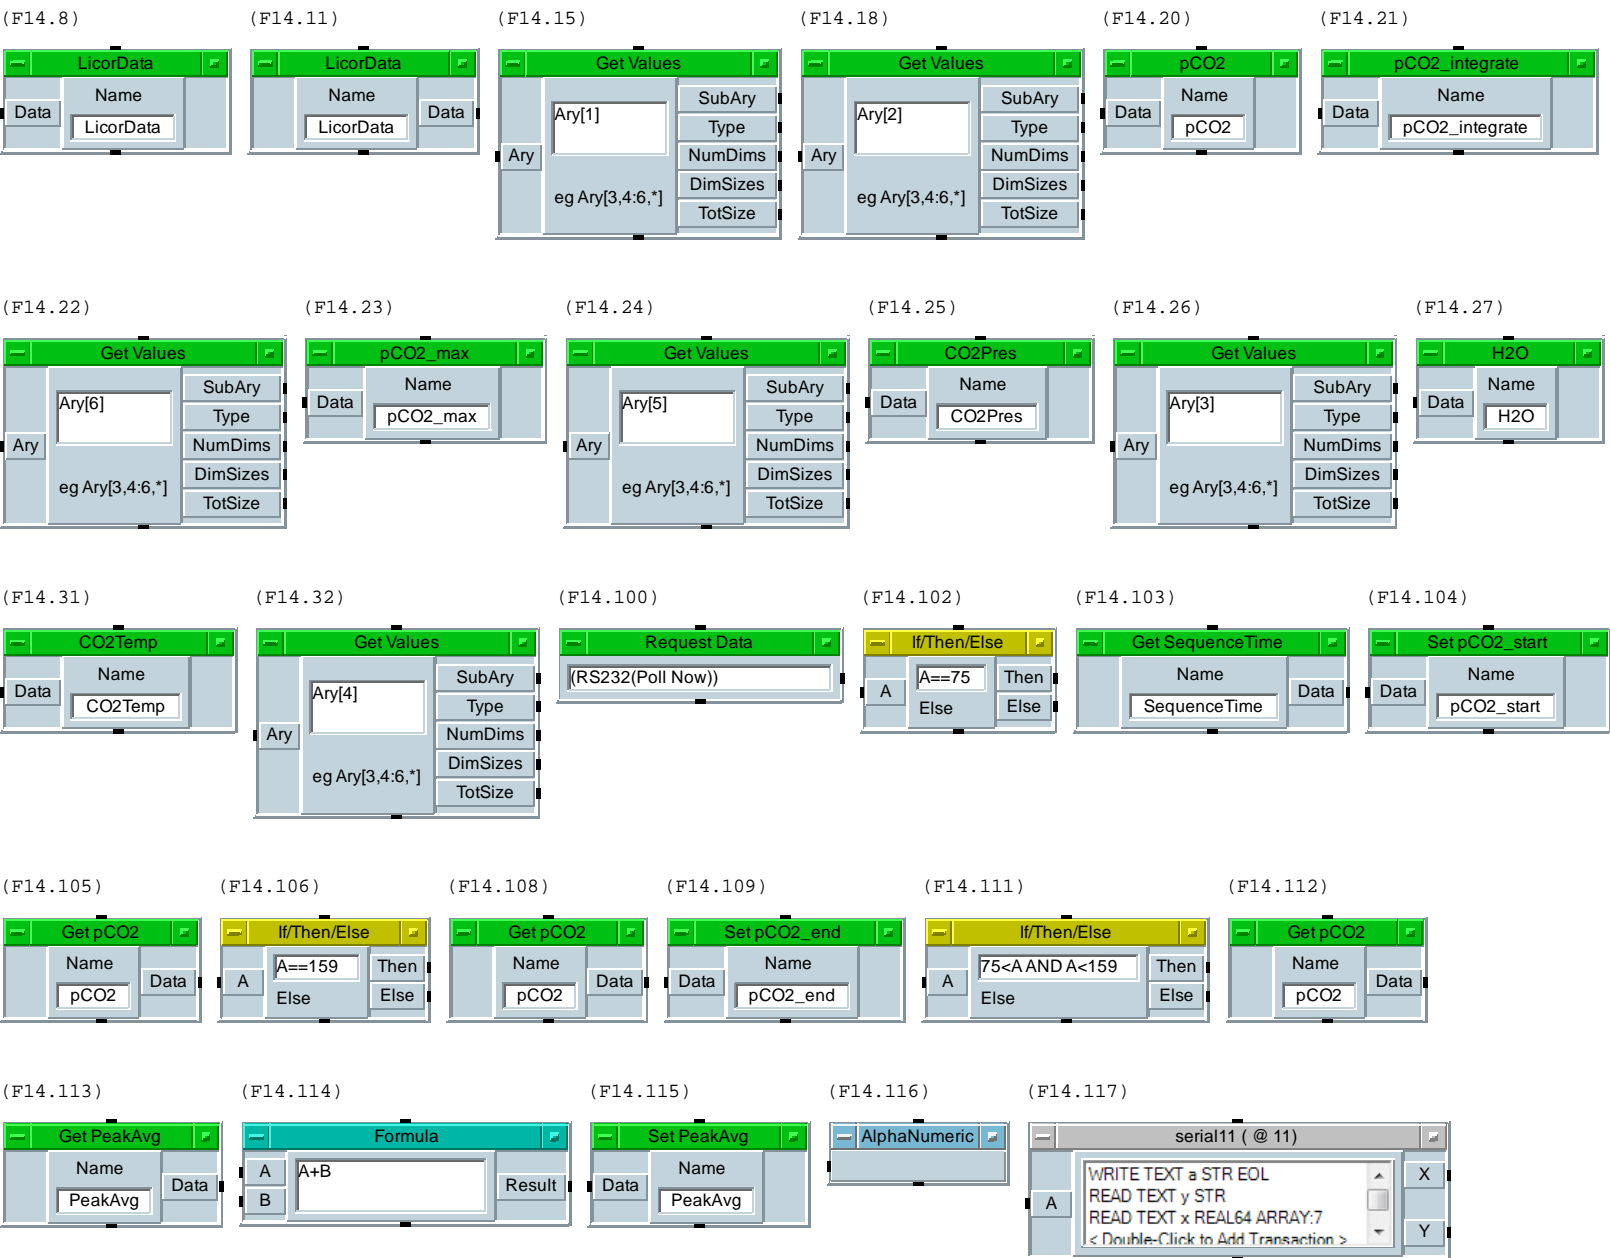 (F14.8) (F14.11) (F14.15) (F14.18) (F14.20) (F14.21)
LicorData LicorData Get Values Get Values pCO2 pCO2_integrate
Name Name Ary[1] SubAry Ary[2] SubAry Name Name
Data LicorData LicorData Data Type Type Data pCO2 Data pCO2_integrate
Ary NumDims Ary NumDims
eg Ary[3,4:6,*] DimSizes eg Ary[3,4:6,*] DimSizes
TotSize TotSize
(F14.22) (F14.23) (F14.24) (F14.25) (F14.26) (F14.27)
Get Values pCO2_max Get Values CO2Pres Get Values H2O
Ary[6] SubAry Name Ary[5] SubAry Name Ary[3] SubAry Name
Type Data pCO2_max Type Data CO2Pres Type Data H2O
Ary NumDims Ary NumDims Ary NumDims
eg Ary[3,4:6,*] DimSizes eg Ary[3,4:6,*] DimSizes eg Ary[3,4:6,*] DimSizes
TotSize TotSize TotSize
(F14.31) (F14.32) (F14.100) (F14.102) (F14.103) (F14.104)
CO2Temp Get Values Request Data If/Then/Else Get SequenceTime Set pCO2_start
Name Ary[4] SubAry (RS232(Poll Now)) A==75 Then Name Name
Data CO2Temp Type A Else Else SequenceTime Data Data pCO2_start
Ary NumDims
eg Ary[3,4:6,*] DimSizes
TotSize
(F14.105) (F14.106) (F14.108) (F14.109) (F14.111) (F14.112)
Get pCO2 If/Then/Else Get pCO2 Set pCO2_end If/Then/Else Get pCO2
Name A==159 Then Name Name 75<A AND A<159 Then Name
pCO2 Data A Else Else pCO2 Data Data pCO2_end A Else Else pCO2 Data
(F14.113) (F14.114) (F14.115) (F14.116) (F14.117)
Get PeakAvg Formula Set PeakAvg AlphaNumeric serial11 ( @ 11)
Name A A+B Name WRITE TEXT a STR EOL X
PeakAvg Data B Result Data PeakAvg A READ TEXT y STR
READ TEXT x REAL64 ARRAY:7
< Double-Click to Add Transaction > Y